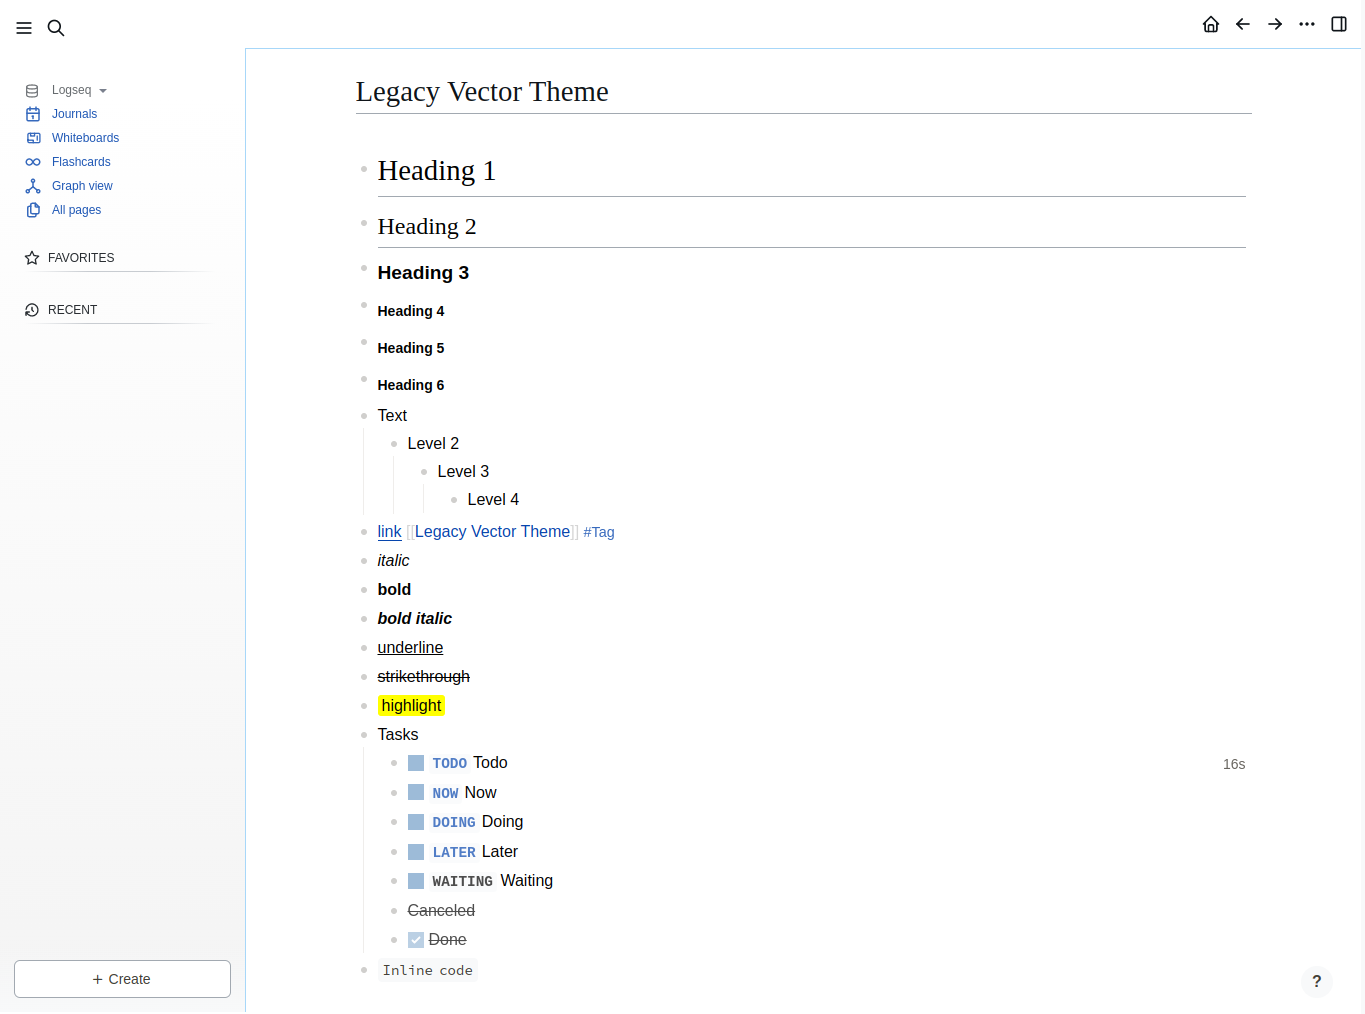 Logseq
Journals
Whiteboards
Flashcards
Graph view
All pages
FAVORITES
RECENT
+ Create
Legacy Vector Theme
Heading 1
Heading 2
Heading 3
Heading 4
Heading 5
Heading 6
Text
Level 2
Level 3
Level 4
link [[Legacy Vector Theme]] #Tag
italic
bold
bold italic
underline
strikethrough
highlight
Tasks
TODO Todo 16s
NOW Now
DOING Doing
LATER Later
WAITING Waiting
Canceled
Done
Inline code
?